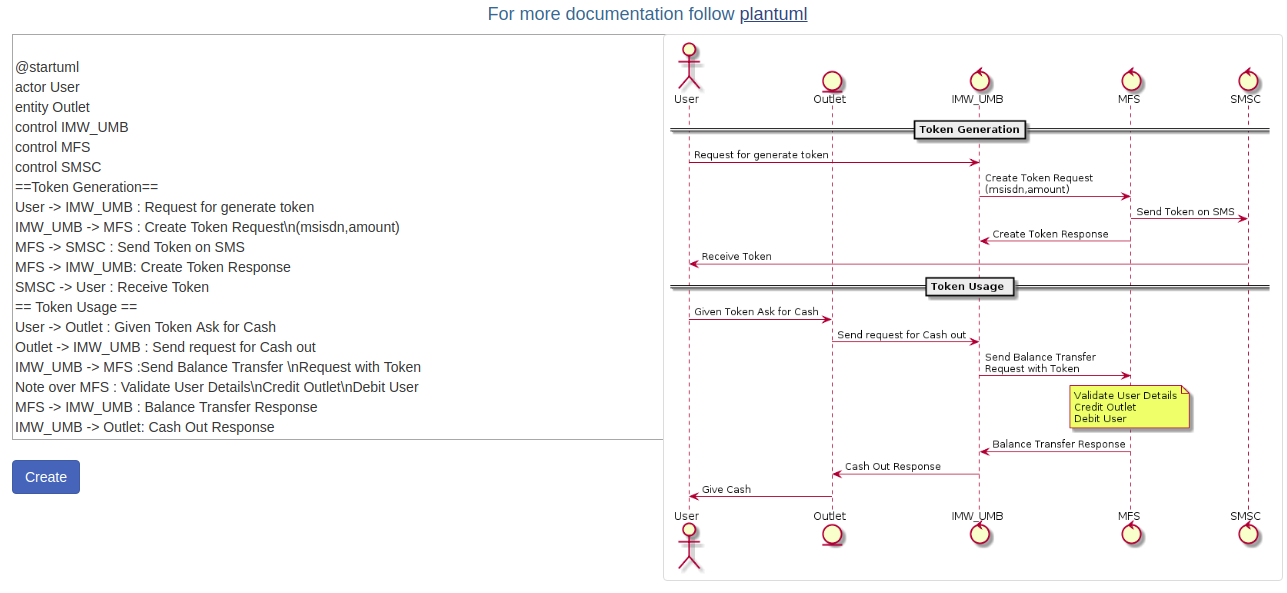 For more documentation follow plantuml
@startuml
actor User
entity Outlet
control IMW_UMB
control MFS
control SMSC
==Token Generation==
User -> IMW_UMB : Request for generate token
IMW_UMB -> MFS : Create Token Request\n(msisdn,amount)
MFS -> SMSC : Send Token on SMS
MFS -> IMW_UMB: Create Token Response
SMSC -> User : Receive Token
== Token Usage ==
User -> Outlet : Given Token Ask for Cash
Outlet -> IMW_UMB : Send request for Cash out
IMW_UMB -> MFS :Send Balance Transfer \nRequest with Token
Note over MFS : Validate User Details\nCredit Outlet\nDebit User
MFS -> IMW_UMB : Balance Transfer Response
IMW_UMB -> Outlet: Cash Out Response
Create
User Outlet IMW_UMB MFS SMSC
Token Generation
Request for generate token
Create Token Request
(msisdn,amount)
Send Token on SMS
Create Token Response
Receive Token
Token Usage
Given Token Ask for Cash
Send request for Cash out
Send Balance Transfer
Request with Token
Validate User Details
Credit Outlet
Debit User
Balance Transfer Response
Cash Out Response
Give Cash
User Outlet IMW_UMB MFS SMSC